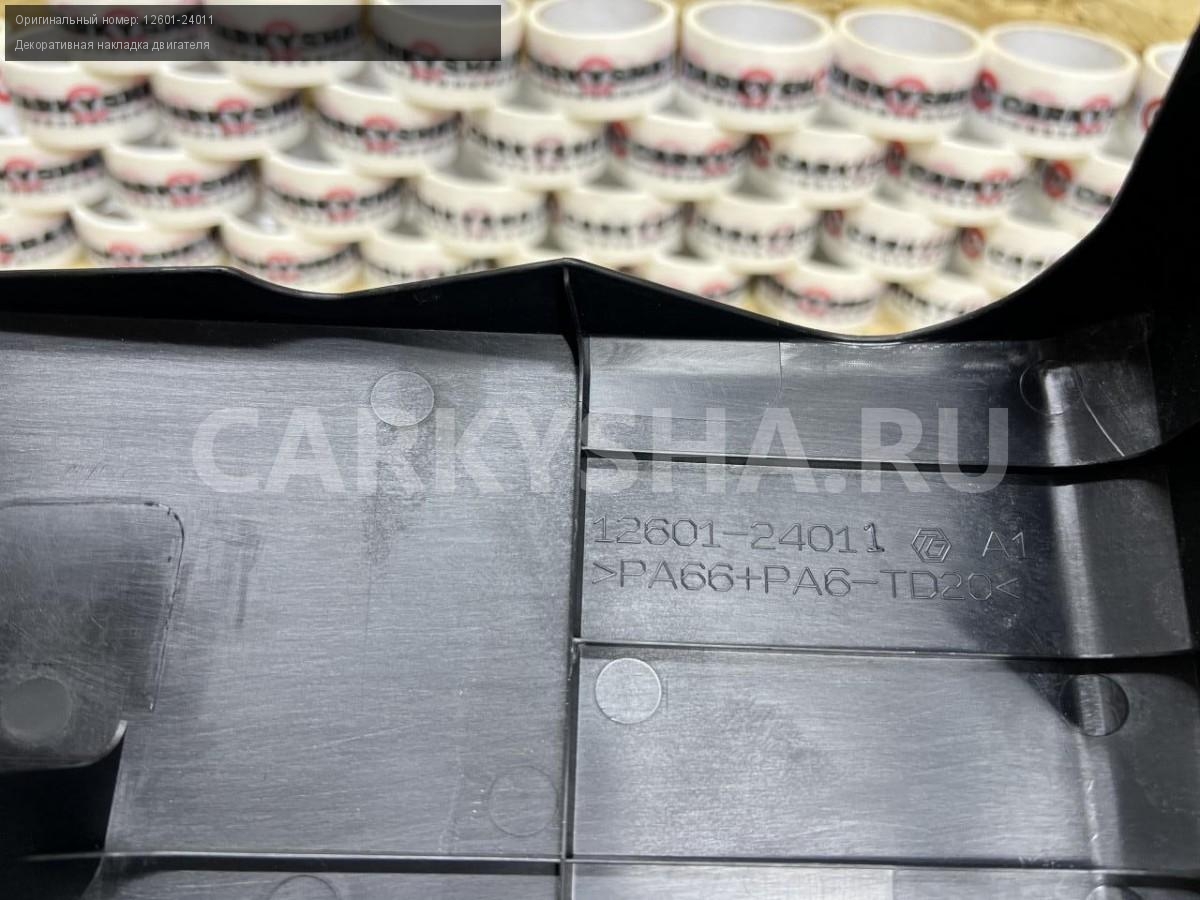 Оригинальный номер: 12601-24011
Декоративная накладка двигателя
CARKYSHA.RU
12601-24011 A1
>PA66+PA6-TD20<